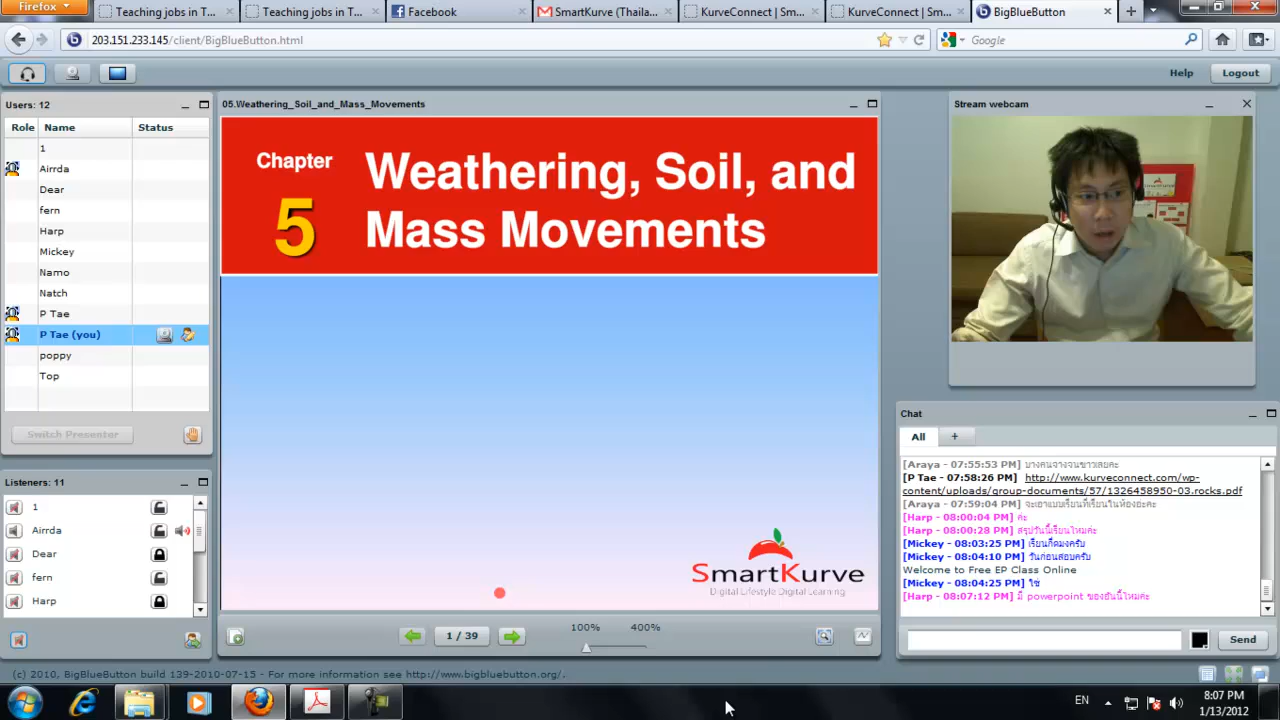 Firefox
Teaching jobs in T...
Teaching jobs in T...
Facebook
SmartKurve (Thaila...
KurveConnect | Sm...
KurveConnect | Sm...
BigBlueButton
203.151.233.145/client/BigBlueButton.html
Google
Help
Logout
Users: 12
Role Name Status
1
Airrda
Dear
fern
Harp
Mickey
Namo
Natch
P Tae
P Tae (you)
poppy
Top
Switch Presenter
Listeners: 11
1
Airrda
Dear
fern
Harp
05.Weathering_Soil_and_Mass_Movements
Chapter
5
Weathering, Soil, and
Mass Movements
SmartKurve
Digital Lifestyle Digital Learning
1 / 39
100%
400%
Stream webcam
Chat
All
+
[Araya - 07:55:53 PM] บางคนจางจนขาวเลยคะ
[P Tae - 07:58:26 PM] http://www.kurveconnect.com/wp-
content/uploads/group-documents/57/1326458950-03.rocks.pdf
[Araya - 07:59:04 PM] จะเอาแบบเรียนที่เรียนในห้องอะคะ
[Harp - 08:00:04 PM] ค่ะ
[Harp - 08:00:28 PM] สรุปวันนี้เรียนไหมค่ะ
[Mickey - 08:03:25 PM] เรียนก็ดมงครับ
[Mickey - 08:04:10 PM] วันก่อนสอบครับ
Welcome to Free EP Class Online
[Mickey - 08:04:25 PM] ใช่
[Harp - 08:07:12 PM] มี powerpoint ของอันนี้ไหมค่ะ
Send
(c) 2010, BigBlueButton build 139-2010-07-15 - For more information see http://www.bigbluebutton.org/.
EN
8:07 PM
1/13/2012